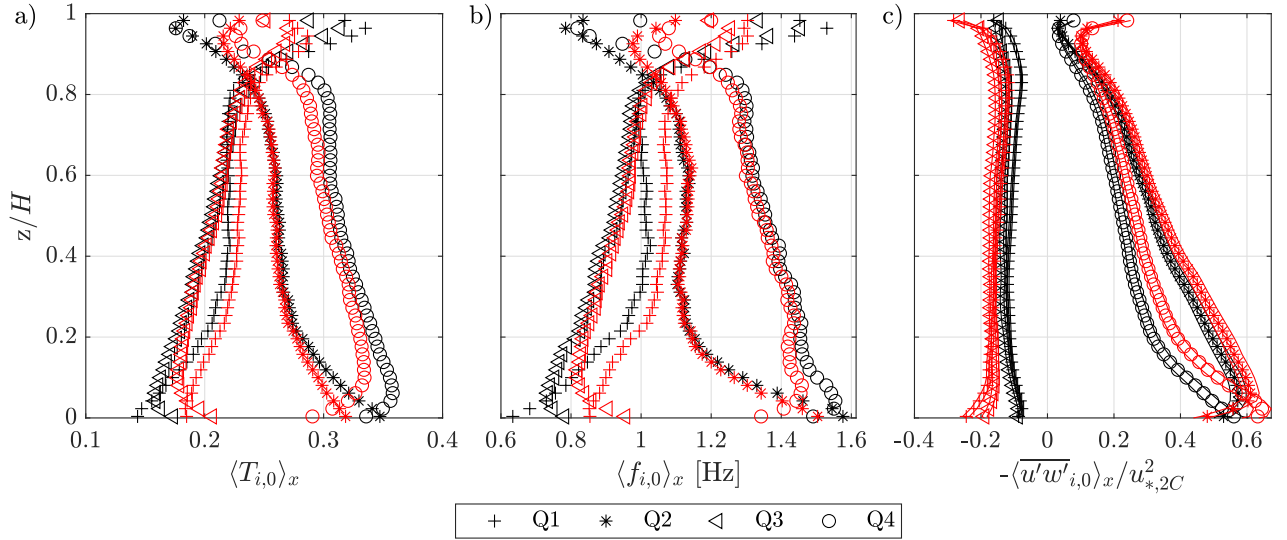 a)
b)
c)
z/H
1
0.8
0.6
0.4
0.2
0
0.1 0.2 0.3 0.4
0.6 0.8 1 1.2 1.4 1.6
-0.4 -0.2 0 0.2 0.4 0.6
⟨T_{i,0}⟩_x
⟨f_{i,0}⟩_x [Hz]
-⟨\overline{u'w'}_{i,0}⟩_x/u²_{*,2C}
Q1 Q2 Q3 Q4